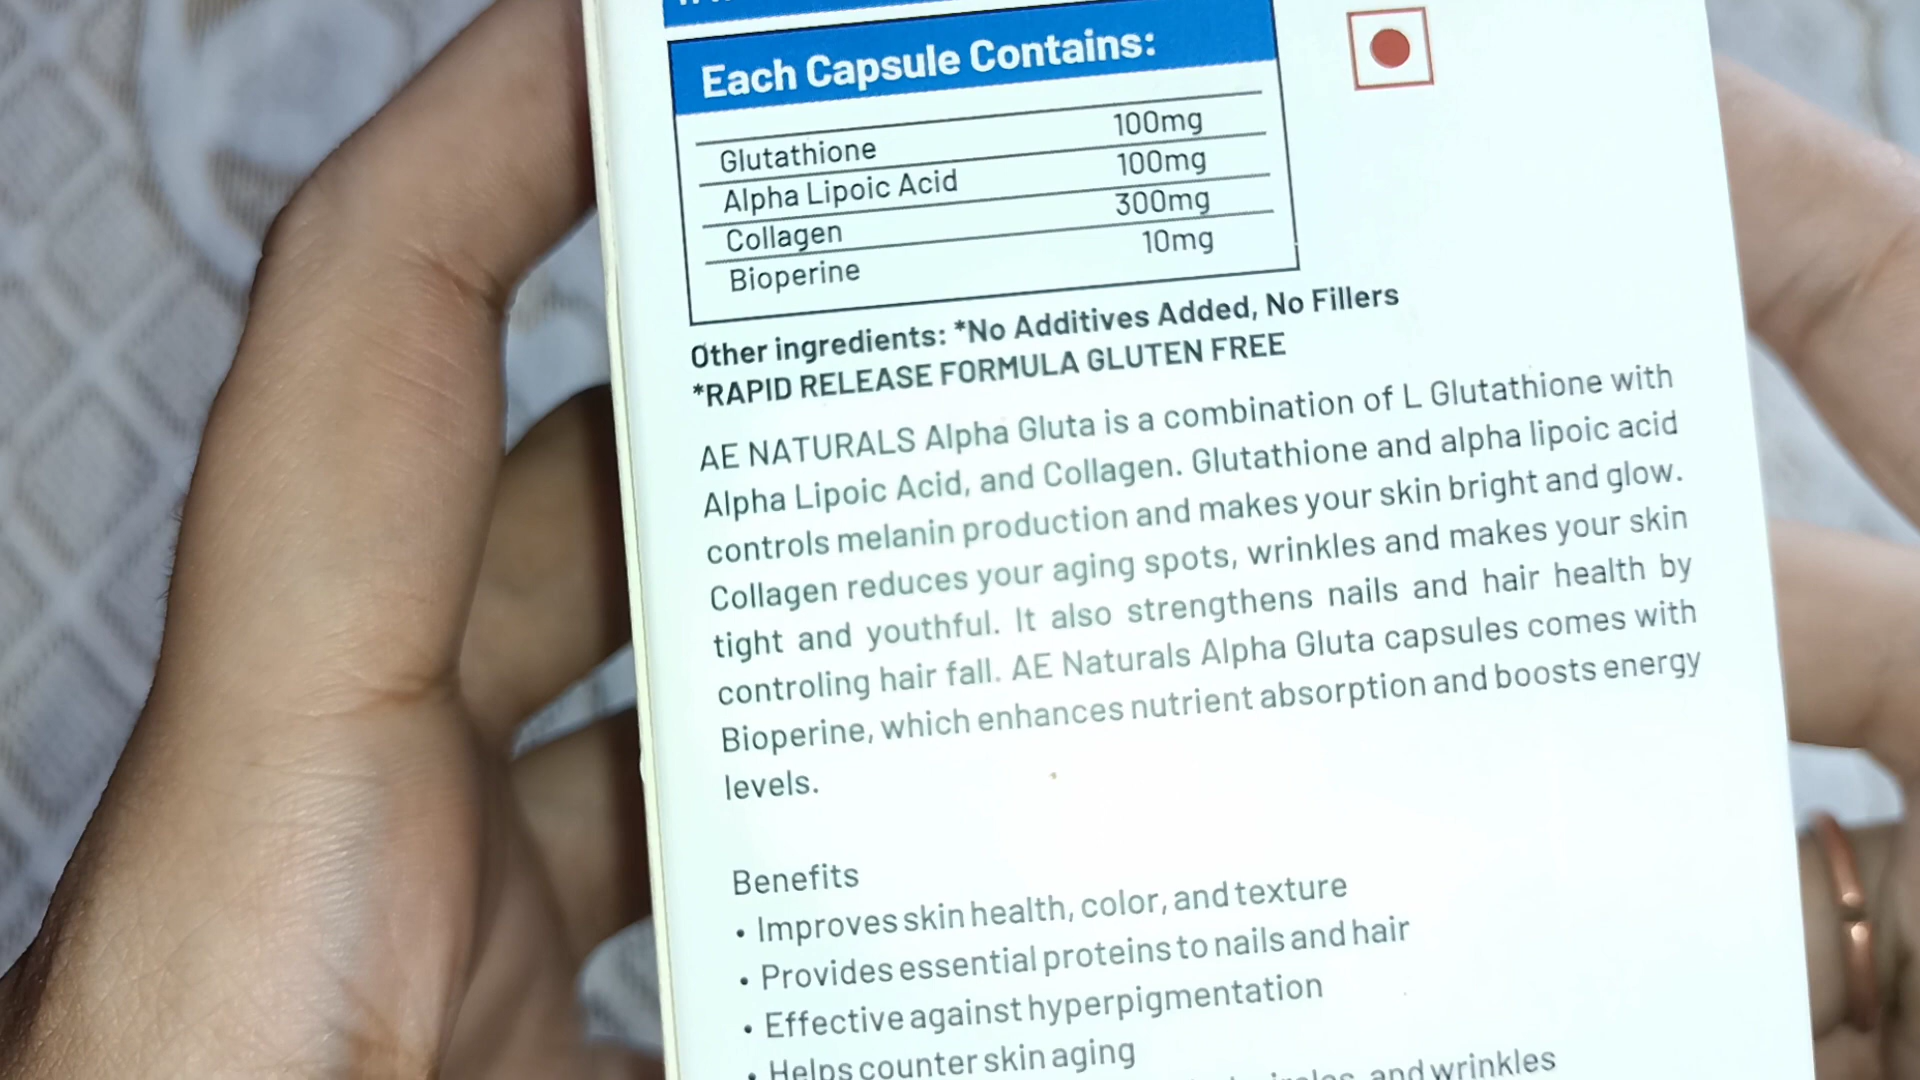 Each Capsule Contains:
Glutathione 100mg
Alpha Lipoic Acid 100mg
Collagen 300mg
Bioperine 10mg
Other ingredients: *No Additives Added, No Fillers
*RAPID RELEASE FORMULA GLUTEN FREE
AE NATURALS Alpha Gluta is a combination of L Glutathione with
Alpha Lipoic Acid, and Collagen. Glutathione and alpha lipoic acid
controls melanin production and makes your skin bright and glow.
Collagen reduces your aging spots, wrinkles and makes your skin
tight and youthful. It also strengthens nails and hair health by
controling hair fall. AE Naturals Alpha Gluta capsules comes with
Bioperine, which enhances nutrient absorption and boosts energy
levels.
Benefits
• Improves skin health, color, and texture
• Provides essential proteins to nails and hair
• Effective against hyperpigmentation
• Helps counter skin aging
and wrinkles